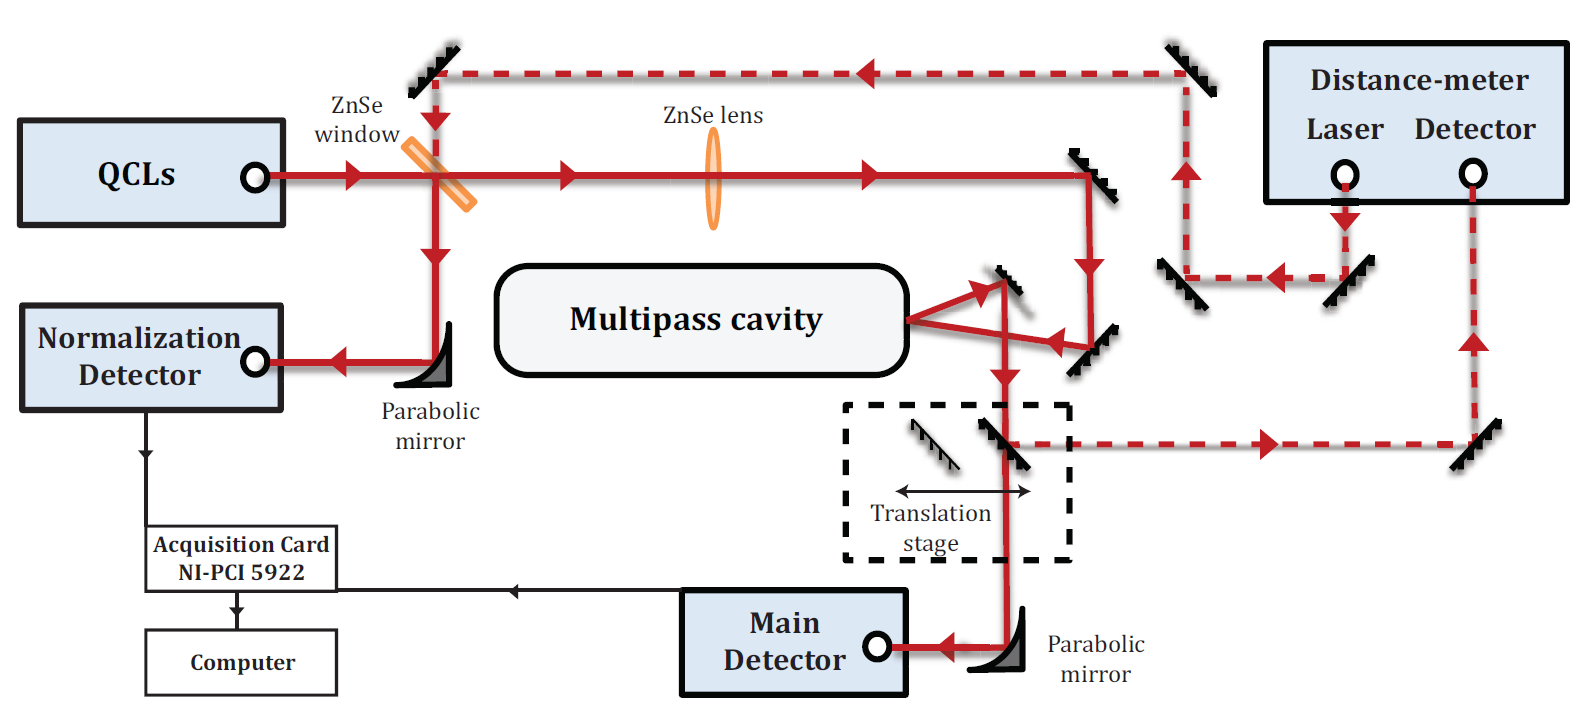 Distance-meter
Laser Detector
ZnSe
window
ZnSe lens
QCLs
Normalization
Detector
Multipass cavity
Parabolic
mirror
Translation
stage
Acquisition Card
NI-PCI 5922
Main
Detector
Parabolic
mirror
Computer